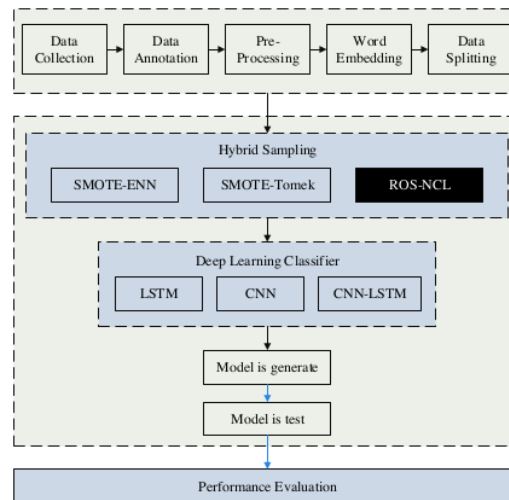 Data
Collection
Data
Annotation
Pre-
Processing
Word
Embedding
Data
Splitting
Hybrid Sampling
SMOTE-ENN
SMOTE-Tomek
ROS-NCL
Deep Learning Classifier
LSTM
CNN
CNN-LSTM
Model is generate
Model is test
Performance Evaluation